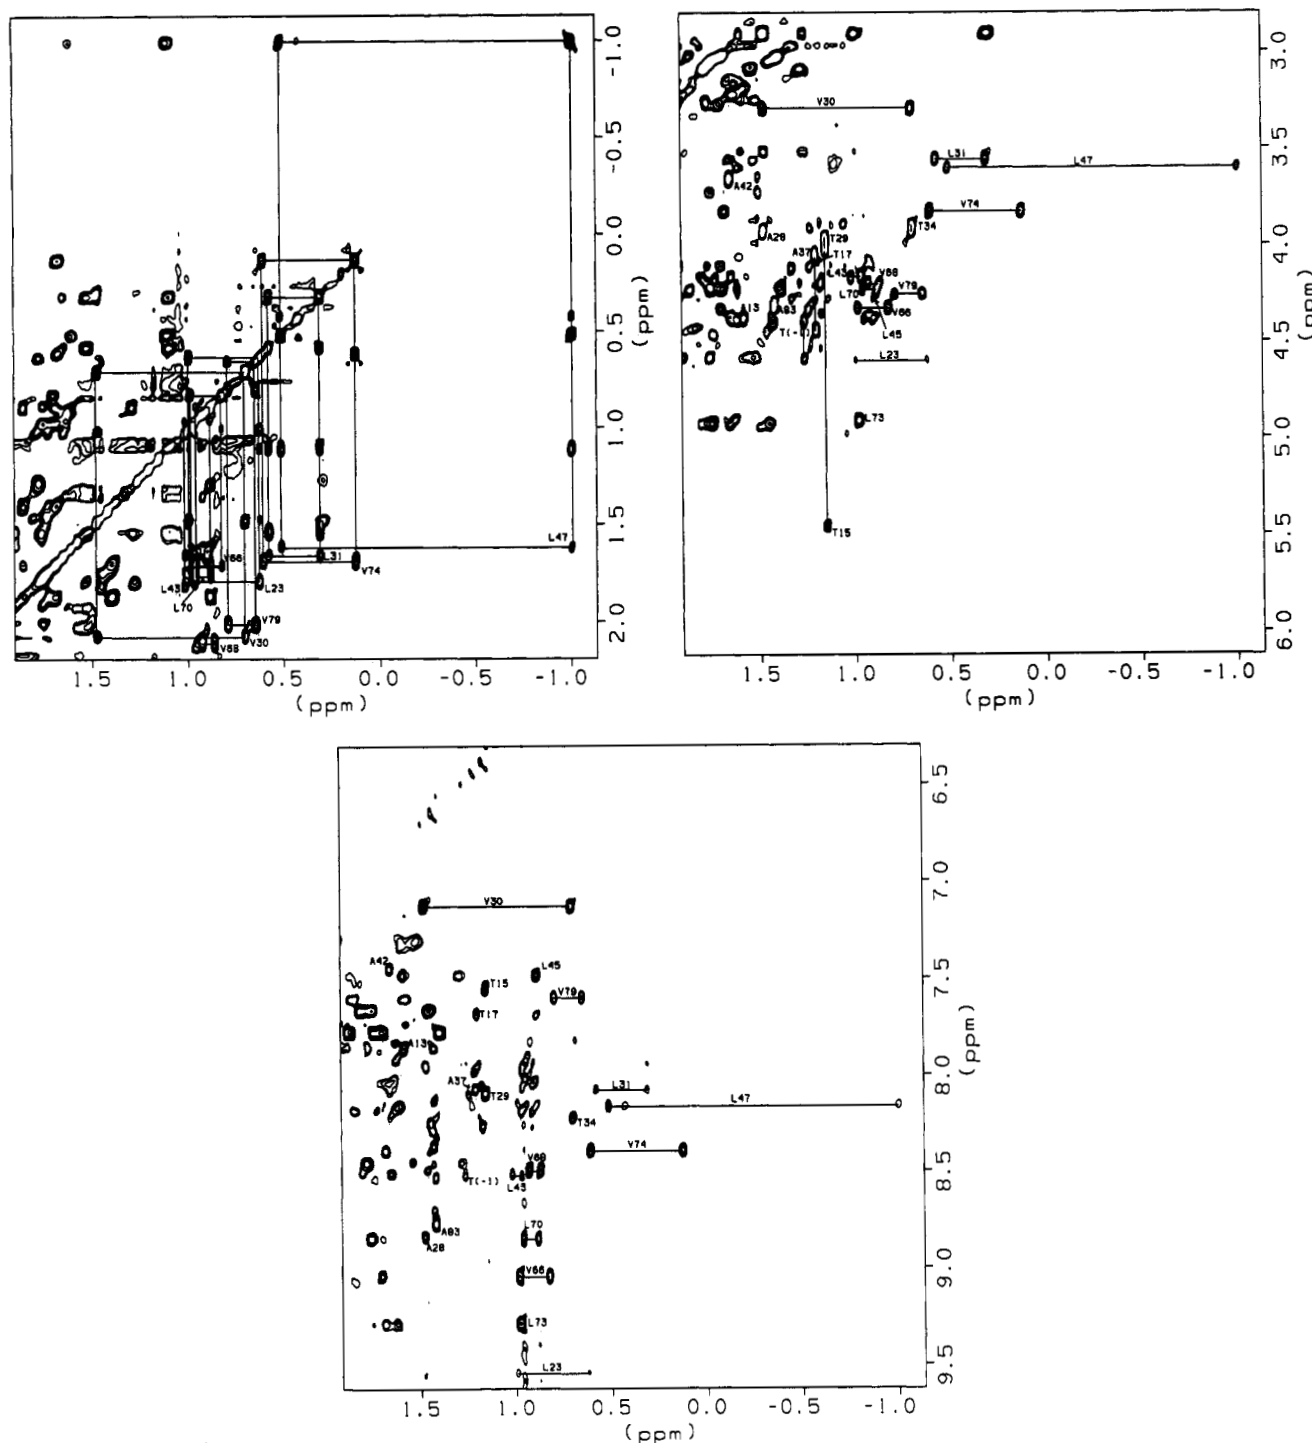 -1.0
-0.5
0.0
0.5
1.0
1.5
2.0
(ppm)
L47
L31
V74
V66
L43
L70
L23
V79
V30
V68
1.5 1.0 0.5 0.0 -0.5 -1.0
(ppm)
3.0
3.5
4.0
4.5
5.0
5.5
6.0
(ppm)
V30
L31
L47
A42
V74
A28
T34
T29
A37
T17
L43
V68
V79
L70
A13
A83
V66
T(-1)
L45
L23
L73
T15
1.5 1.0 0.5 0.0 -0.5 -1.0
(ppm)
6.5
7.0
7.5
8.0
8.5
9.0
9.5
(ppm)
V30
A42
L45
T15
V79
T17
A13
A37
T29
L31
L47
T34
V74
V68
T(-1)
L43
A83
A28
L70
V66
L73
L23
1.5 1.0 0.5 0.0 -0.5 -1.0
(ppm)